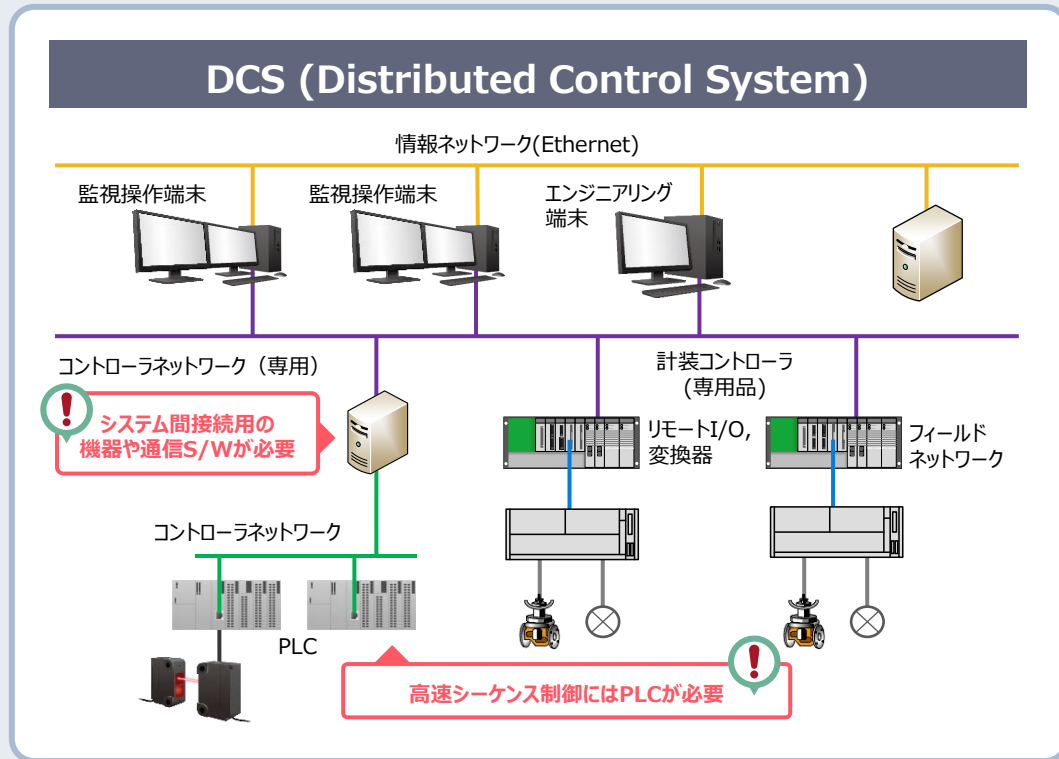 DCS (Distributed Control System)
情報ネットワーク(Ethernet)
監視操作端末
監視操作端末
エンジニアリング
端末
コントローラネットワーク（専用）
計装コントローラ
(専用品)
システム間接続用の
機器や通信S/Wが必要
リモートI/O,
変換器
フィールド
ネットワーク
コントローラネットワーク
PLC
高速シーケンス制御にはPLCが必要